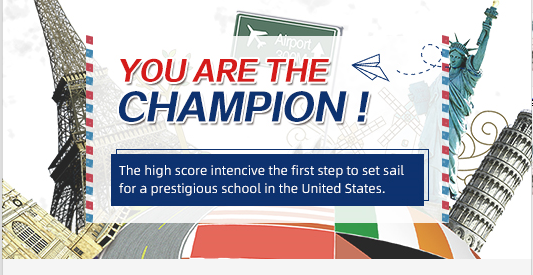 Airport
YOU ARE THE
CHAMPION !
The high score intencive the first step to set sail
for a prestigious school in the United States.